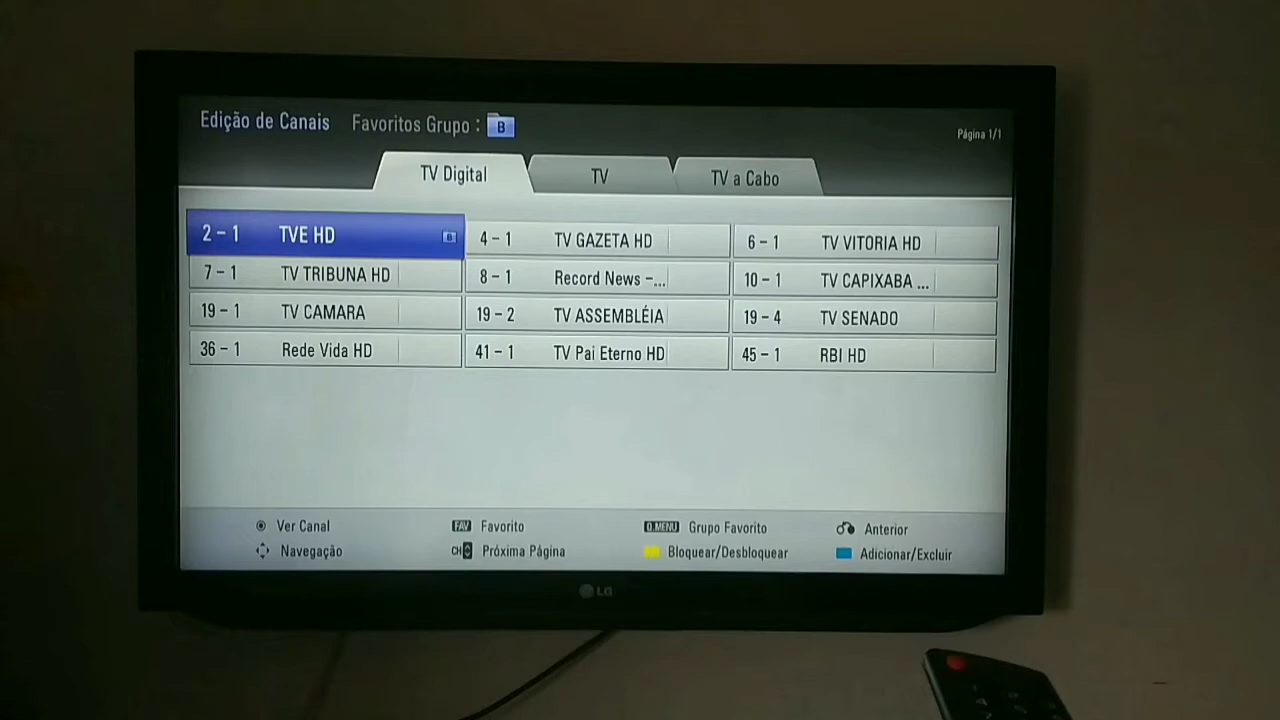 Edição de Canais Favoritos Grupo : B
Página 1/1
TV Digital TV TV a Cabo
2 - 1 TVE HD B 4 - 1 TV GAZETA HD 6 - 1 TV VITORIA HD
7 - 1 TV TRIBUNA HD 8 - 1 Record News -... 10 - 1 TV CAPIXABA ...
19 - 1 TV CAMARA 19 - 2 TV ASSEMBLÉIA 19 - 4 TV SENADO
36 - 1 Rede Vida HD 41 - 1 TV Pai Eterno HD 45 - 1 RBI HD
Ver Canal FAV Favorito Q.MENU Grupo Favorito Anterior
Navegação CH Próxima Página Bloquear/Desbloquear Adicionar/Excluir
LG